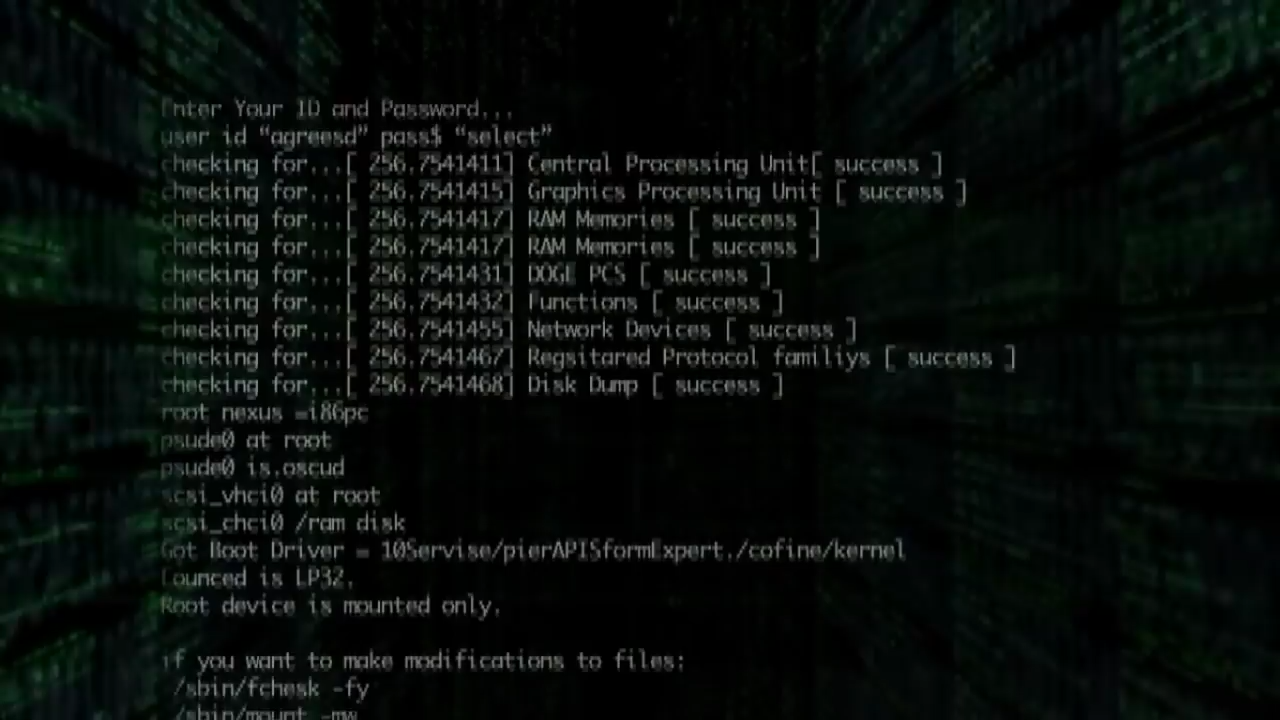 Enter Your ID and Password...
user id “agreesd” pass$ “select”
checking for...[ 256.7541411] Central Processing Unit[ success ]
checking for...[ 256.7541415] Graphics Processing Unit [ success ]
checking for...[ 256.7541417] RAM Memories [ success ]
checking for...[ 256.7541417] RAM Memories [ success ]
checking for...[ 256.7541431] DOGE PCS [ success ]
checking for...[ 256.7541432] Functions [ success ]
checking for...[ 256.7541455] Network Devices [ success ]
checking for...[ 256.7541467] Regsitared Protocol familiys [ success ]
checking for...[ 256.7541468] Disk Dump [ success ]
root nexus =i86pc
psude0 at root
psude0 is.oscud
scsi_vhci0 at root
scsi_chci0 /ram disk
Got Boot Driver = 10Servise/pierAPISformExpert./cofine/kernel
is LP32,
Root device is mounted only,
if you want to make modifications to files:
/sbin/fchesk -fy
/sbin/mount -mw